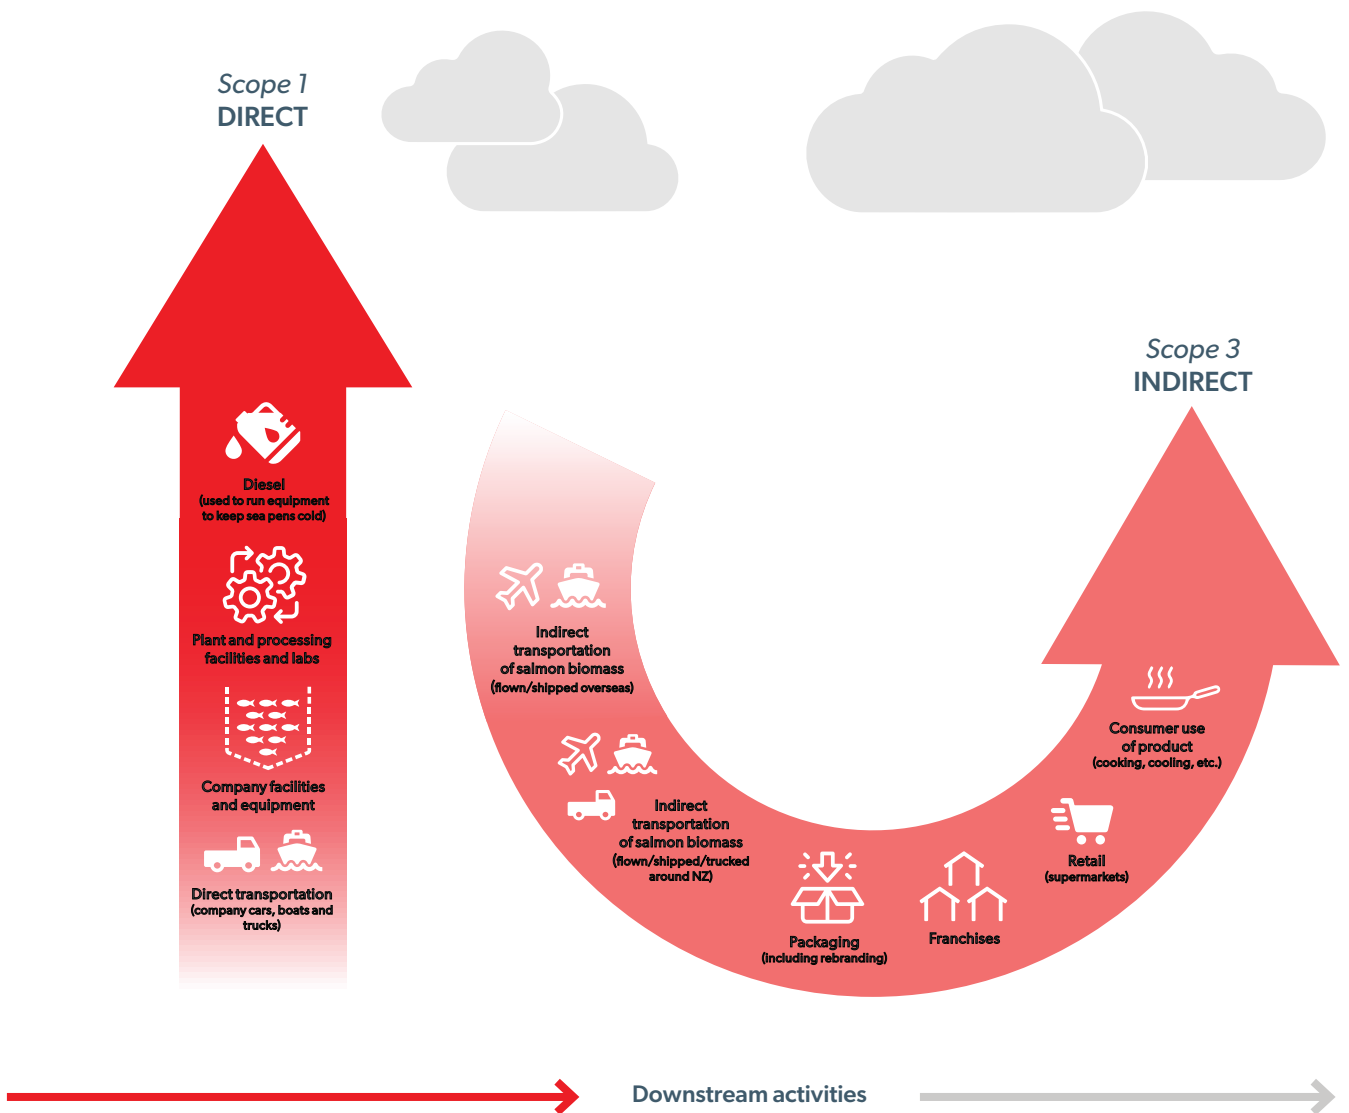 Scope 1
DIRECT
Diesel
(used to run equipment
to keep sea pens cold)
Plant and processing
facilities and labs
Company facilities
and equipment
Direct transportation
(company cars, boats and
trucks)
Indirect
transportation
of salmon biomass
(flown/shipped overseas)
Indirect
transportation
of salmon biomass
(flown/shipped/trucked
around NZ)
Packaging
(including rebranding)
Franchises
Retail
(supermarkets)
Consumer use
of product
(cooking, cooling, etc.)
Scope 3
INDIRECT
Downstream activities